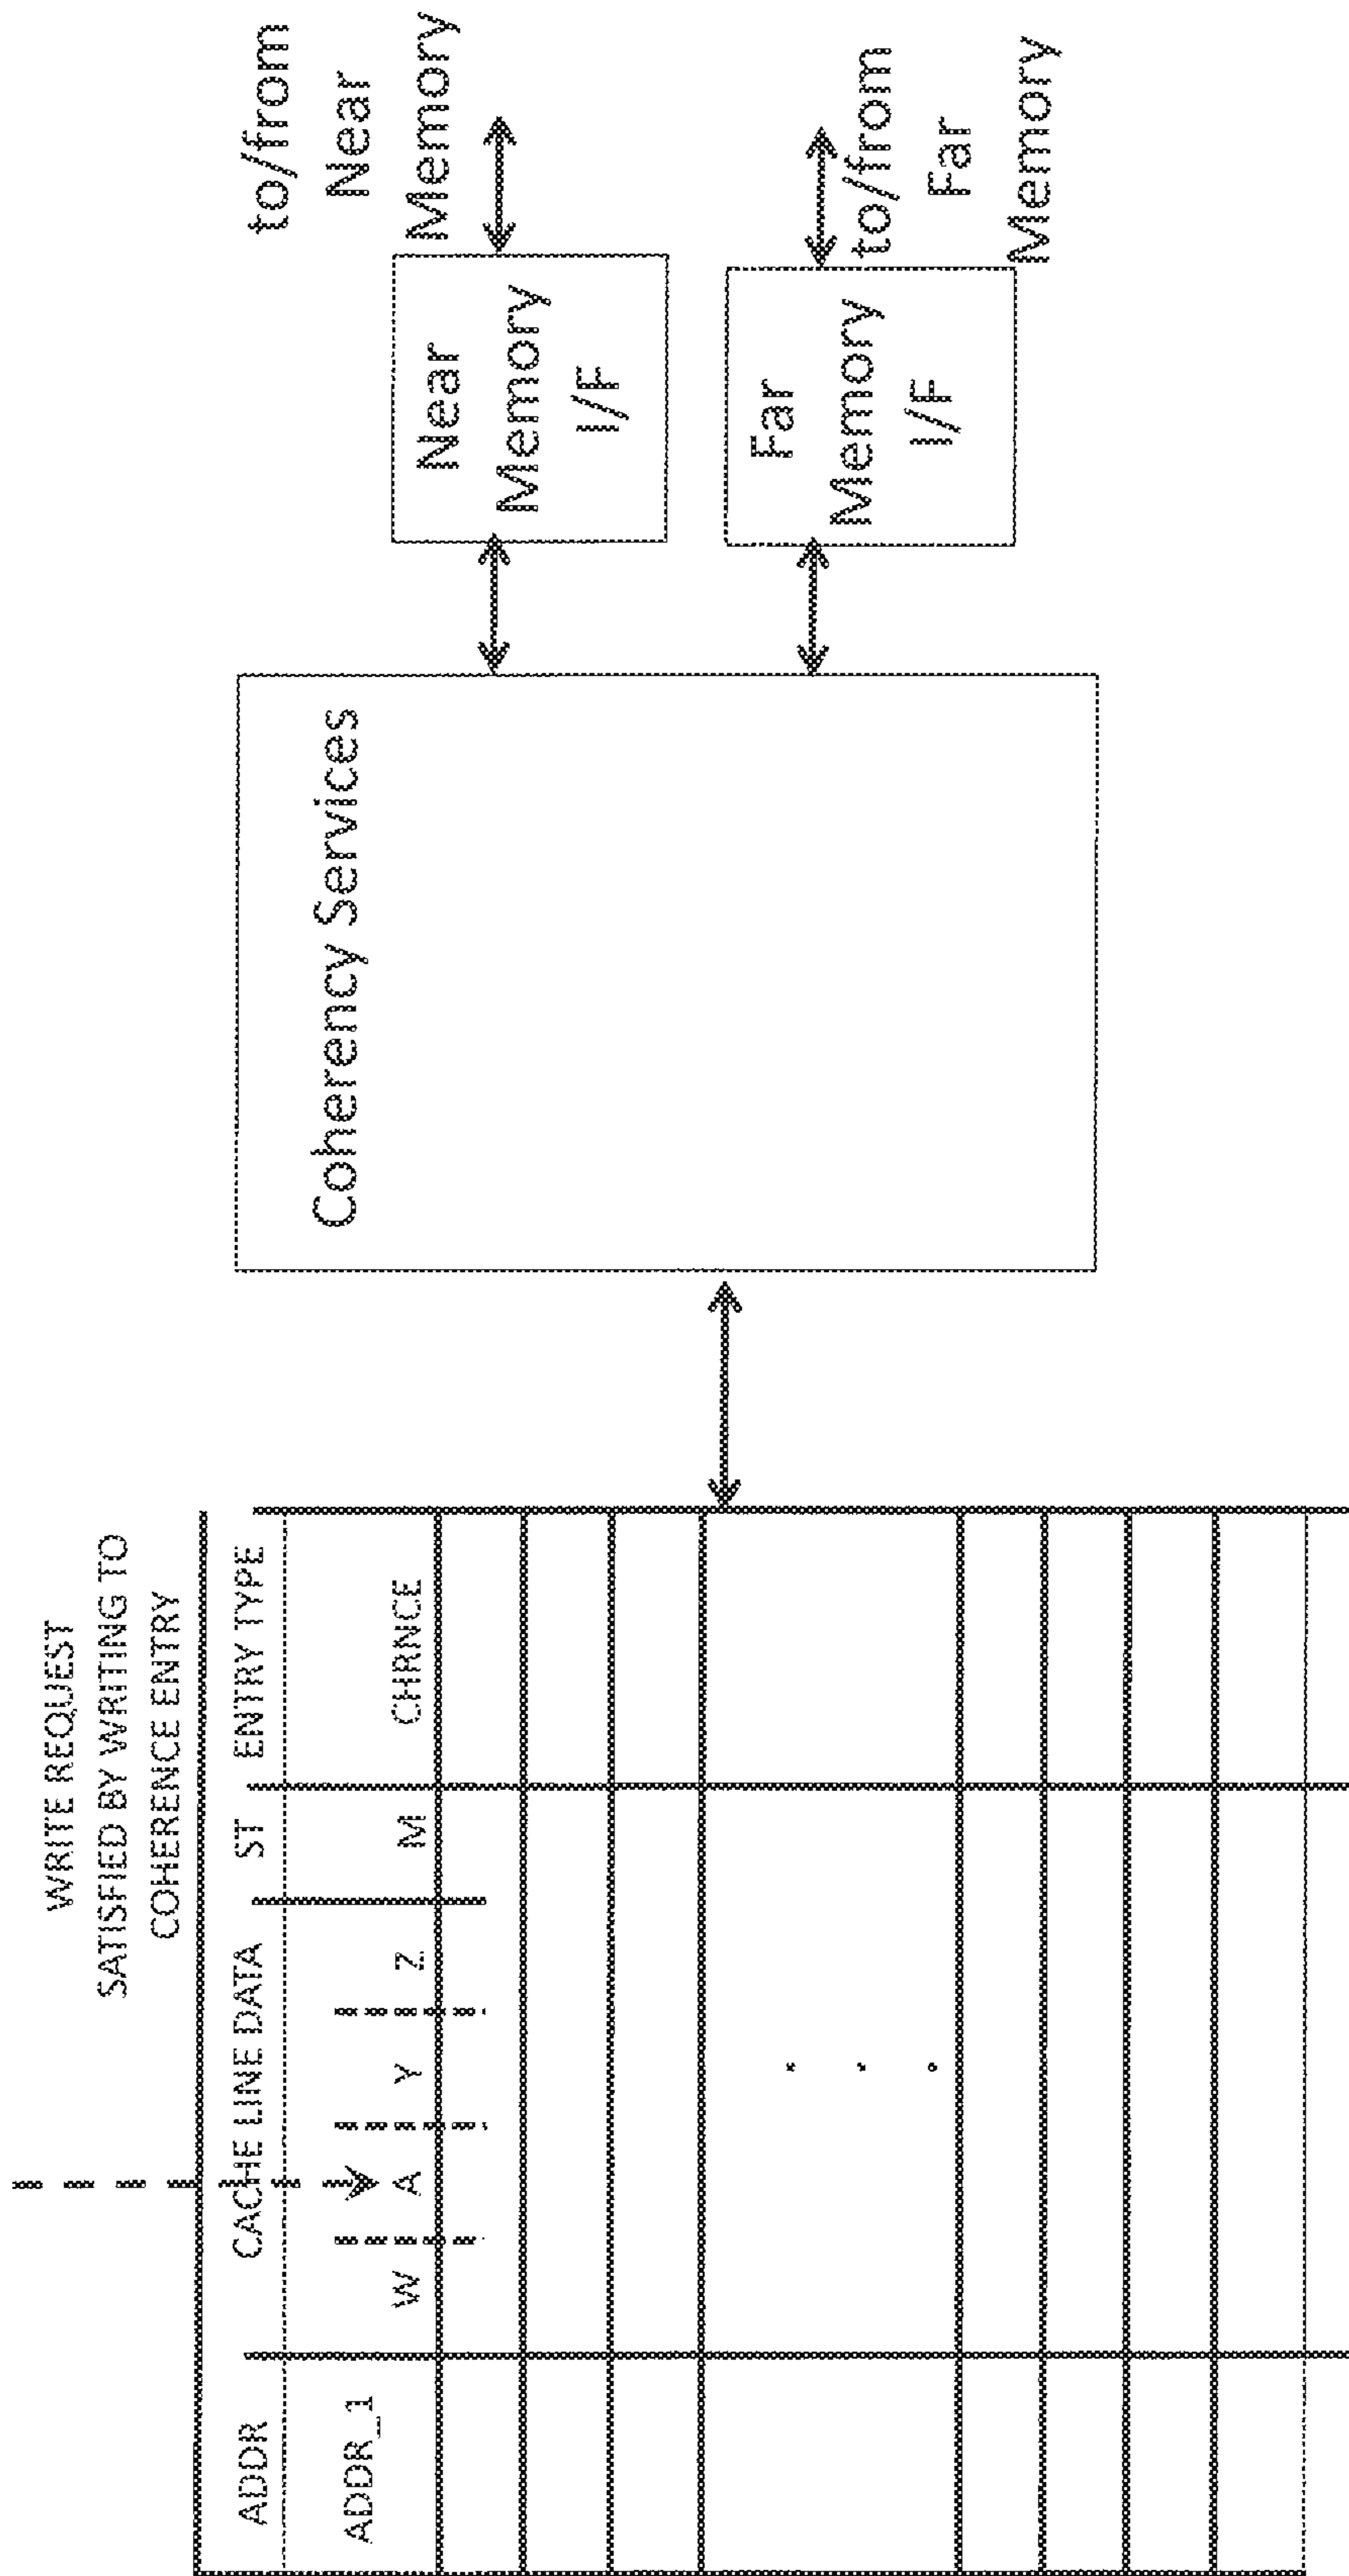 WRITE REQUEST
SATISFIED BY WRITING TO
COHERENCE ENTRY
ADDR CACHE LINE DATA ST ENTRY TYPE
ADDR_1 W A Y Z M CHRNCE
Coherency Services
Near
Memory
I/F
to/from
Near
Memory
Far
Memory
I/F
to/from
Far
Memory